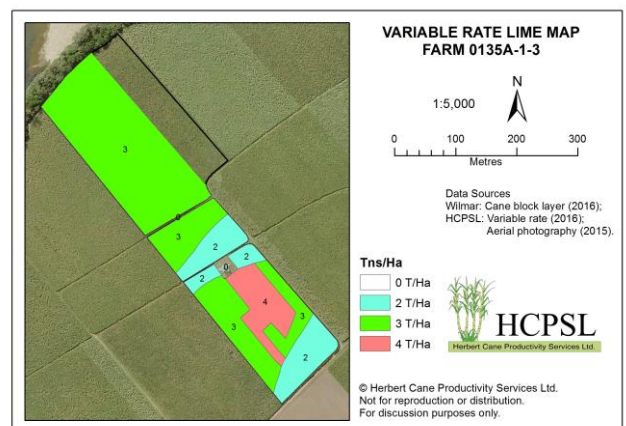 VARIABLE RATE LIME MAP
FARM 0135A-1-3
N
1:5,000
0 100 200 300
Metres
Data Sources
Wilmar: Cane block layer (2016);
HCPSL: Variable rate (2016);
Aerial photography (2015).
Tns/Ha
0 T/Ha
2 T/Ha
3 T/Ha
4 T/Ha
HCPSL
Herbert Cane Productivity Services Ltd.
© Herbert Cane Productivity Services Ltd.
Not for reproduction or distribution.
For discussion purposes only.
3
3
2
0
2
2
4
3
3
2